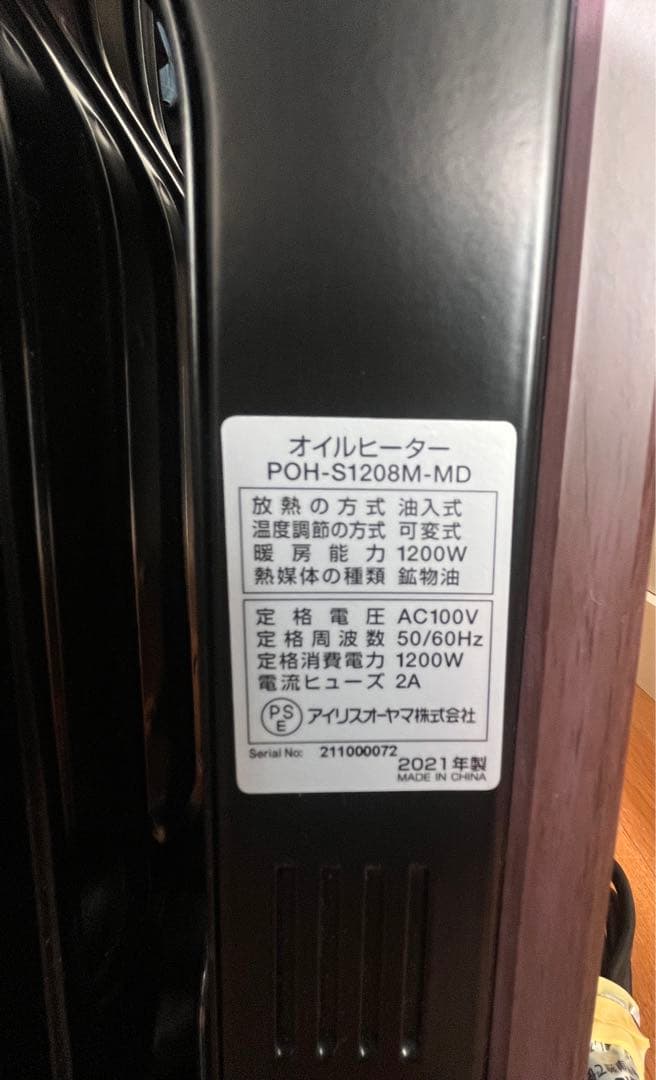 オイルヒーター
POH-S1208M-MD
放熱の方式 油入式
温度調節の方式 可変式
暖房能力 1200W
熱媒体の種類 鉱物油
定格電圧 AC100V
定格周波数 50/60Hz
定格消費電力 1200W
電流ヒューズ 2A
PSE アイリスオーヤマ株式会社
Serial No: 211000072
2021年製
MADE IN CHINA